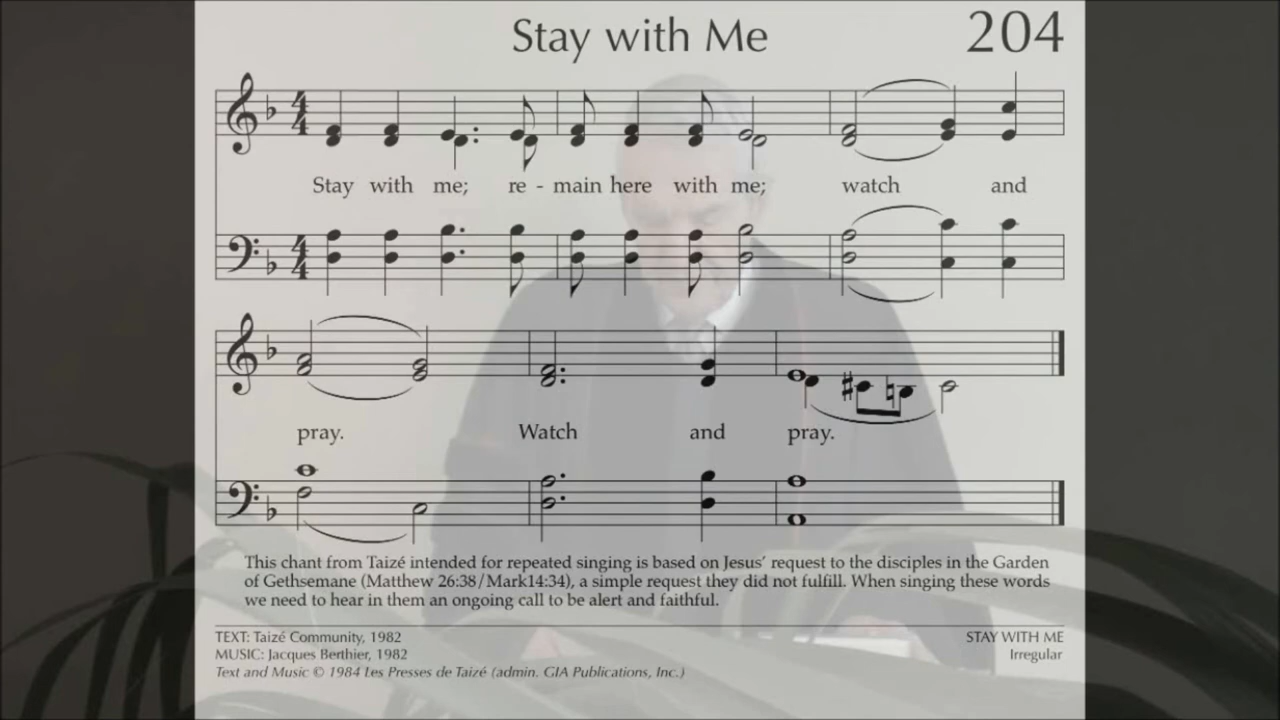 Stay with Me 204
4 4
Stay with me; re - main here with me; watch and
4 4
pray. Watch and pray.
This chant from Taizé intended for repeated singing is based on Jesus’ request to the disciples in the Garden
of Gethsemane (Matthew 26:38/Mark14:34), a simple request they did not fulfill. When singing these words
we need to hear in them an ongoing call to be alert and faithful.
TEXT: Taizé Community, 1982 STAY WITH ME
MUSIC: Jacques Berthier, 1982 Irregular
Text and Music © 1984 Les Presses de Taizé (admin. GIA Publications, Inc.)